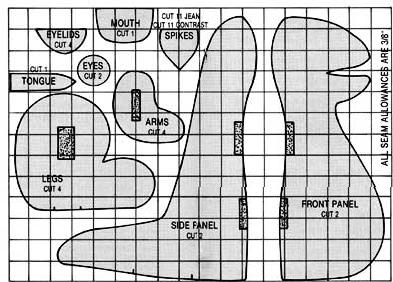 EYELIDS
CUT 4
MOUTH
CUT 1
CUT 11 JEAN
CUT 11 CONTRAST
SPIKES
EYES
CUT 2
CUT 1
TONGUE
ARMS
CUT 4
LEGS
CUT 4
SIDE PANEL
CUT 2
FRONT PANEL
CUT 2
ALL SEAM ALLOWANCES ARE 3/8"